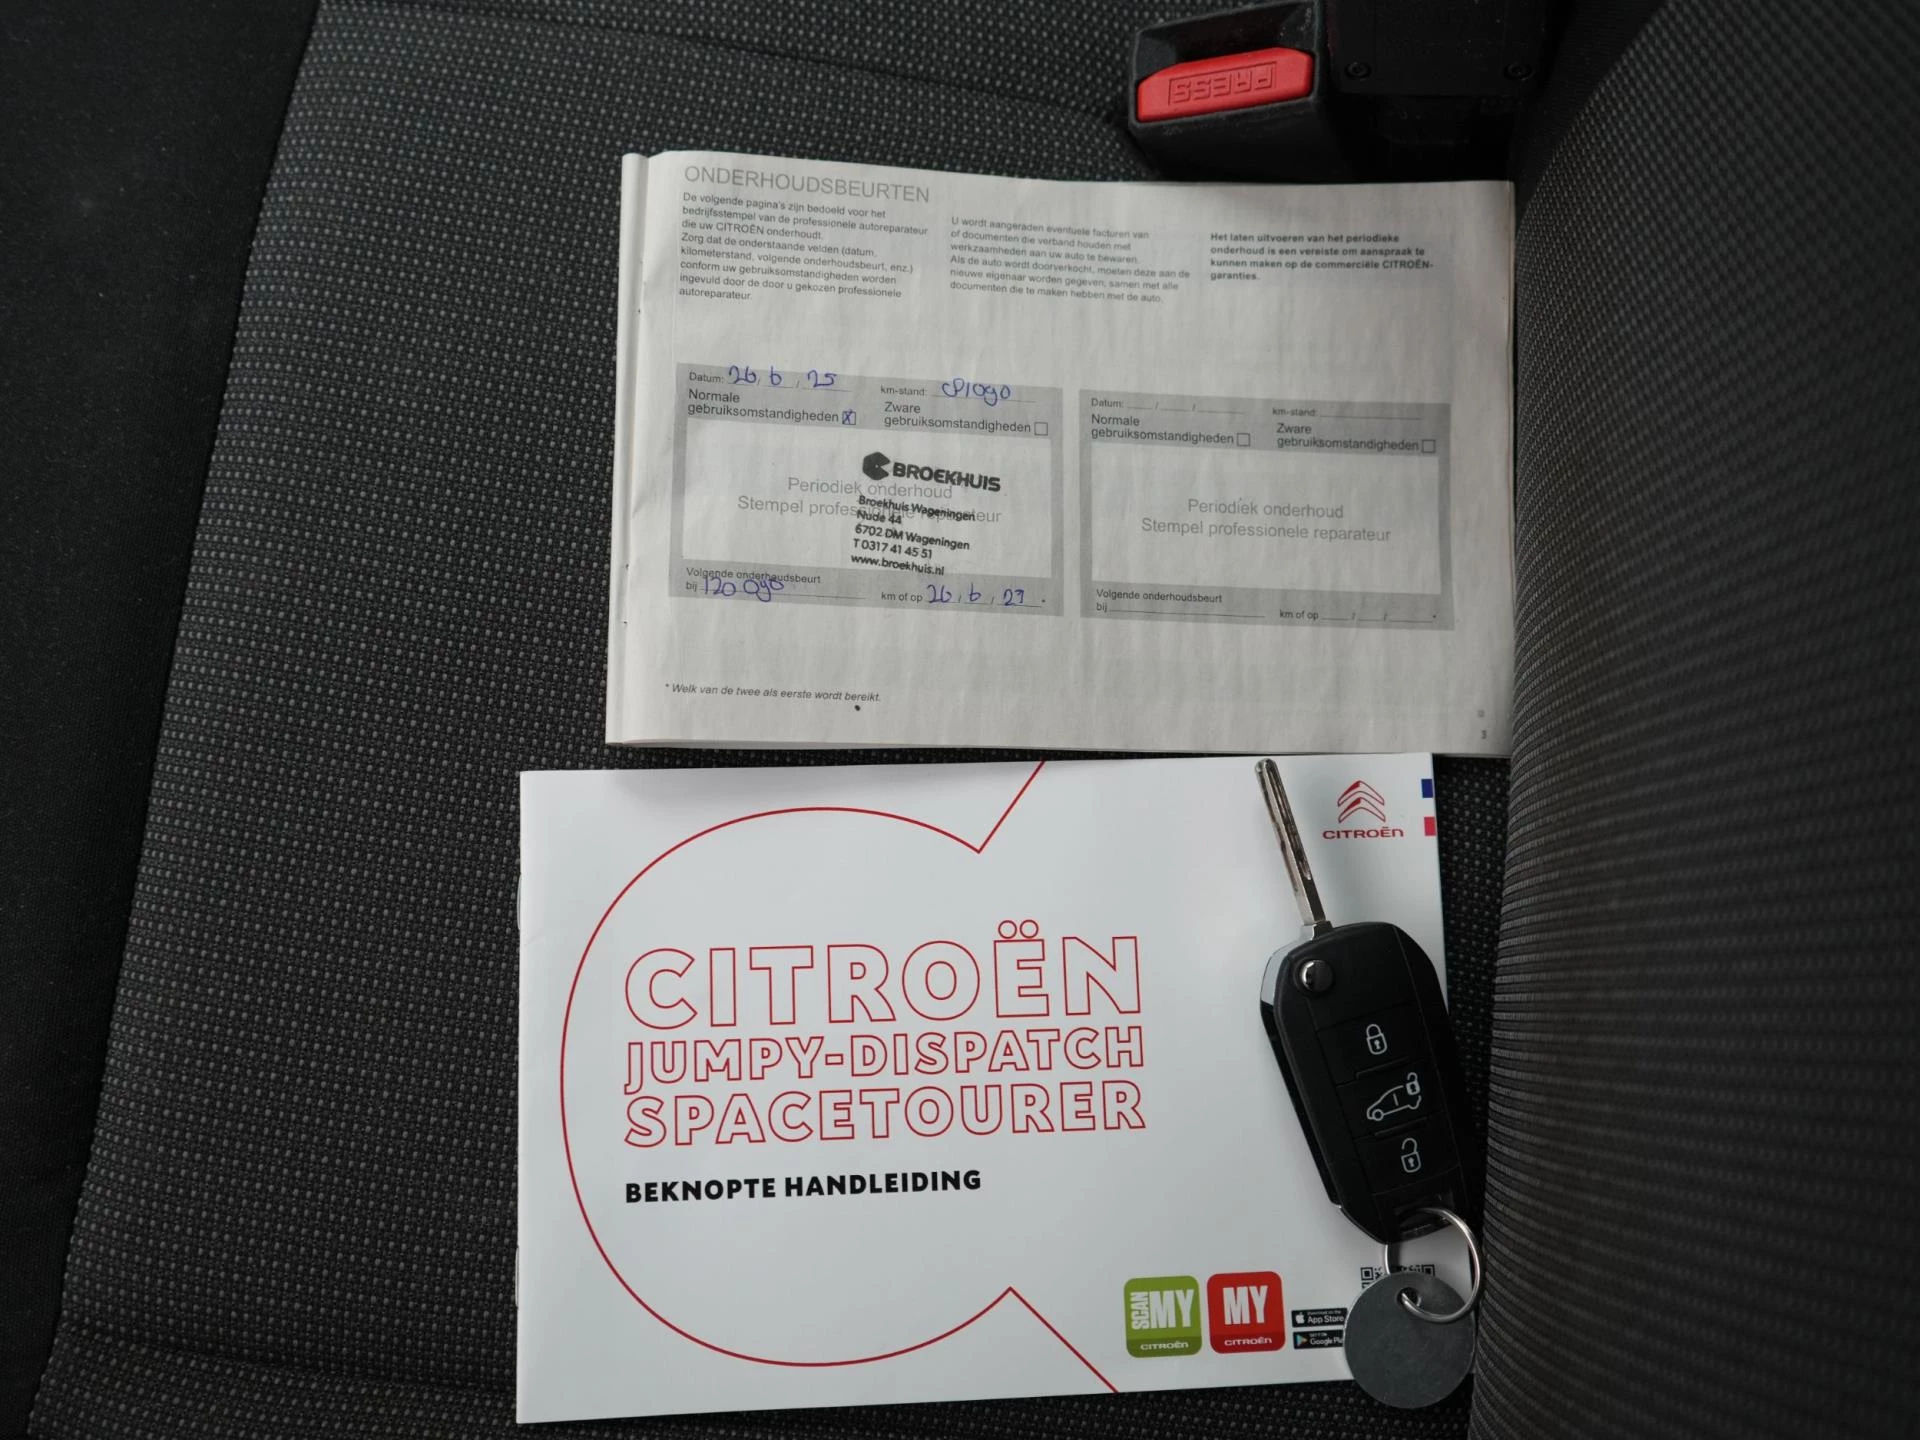 PRESS
ONDERHOUDSBEURTEN
De volgende pagina's zijn bedoeld voor het
bedrijfsstempel van de professionele autoreparateur
die uw CITROËN onderhoudt.
Zorg dat de onderstaande velden (datum,
kilometerstand, volgende onderhoudsbeurt, enz.)
conform uw gebruiksomstandigheden worden
ingevuld door de door u gekozen professionele
autoreparateur.
U wordt aangeraden eventuele facturen van
of documenten die verband houden met
werkzaamheden aan uw auto te bewaren.
Als de auto wordt doorverkocht, moeten deze aan de
nieuwe eigenaar worden gegeven, samen met alle
documenten die te maken hebben met de auto.
Het laten uitvoeren van het periodieke
onderhoud is een vereiste om aanspraak te
kunnen maken op de commerciële CITROËN-
garanties.
Datum: 26, 6, 25 km-stand:
Normale
gebruiksomstandigheden X
Zware
gebruiksomstandigheden
BROEKHUIS
Periodiek onderhoud
Stempel professionele reparateur
Broekhuis Wageningen
Nude 44
6702 DM Wageningen
T 0317 41 45 51
www.broekhuis.nl
Volgende onderhoudsbeurt
bij km of op 26, 6, 27 *
Datum: / / km-stand:
Normale
gebruiksomstandigheden
Zware
gebruiksomstandigheden
Periodiek onderhoud
Stempel professionele reparateur
Volgende onderhoudsbeurt
bij km of op / / *
* Welk van de twee als eerste wordt bereikt.
3
CITROËN
CITROËN
JUMPY-DISPATCH
SPACETOURER
BEKNOPTE HANDLEIDING
SCAN MY
CITROËN
MY
CITROËN
App Store